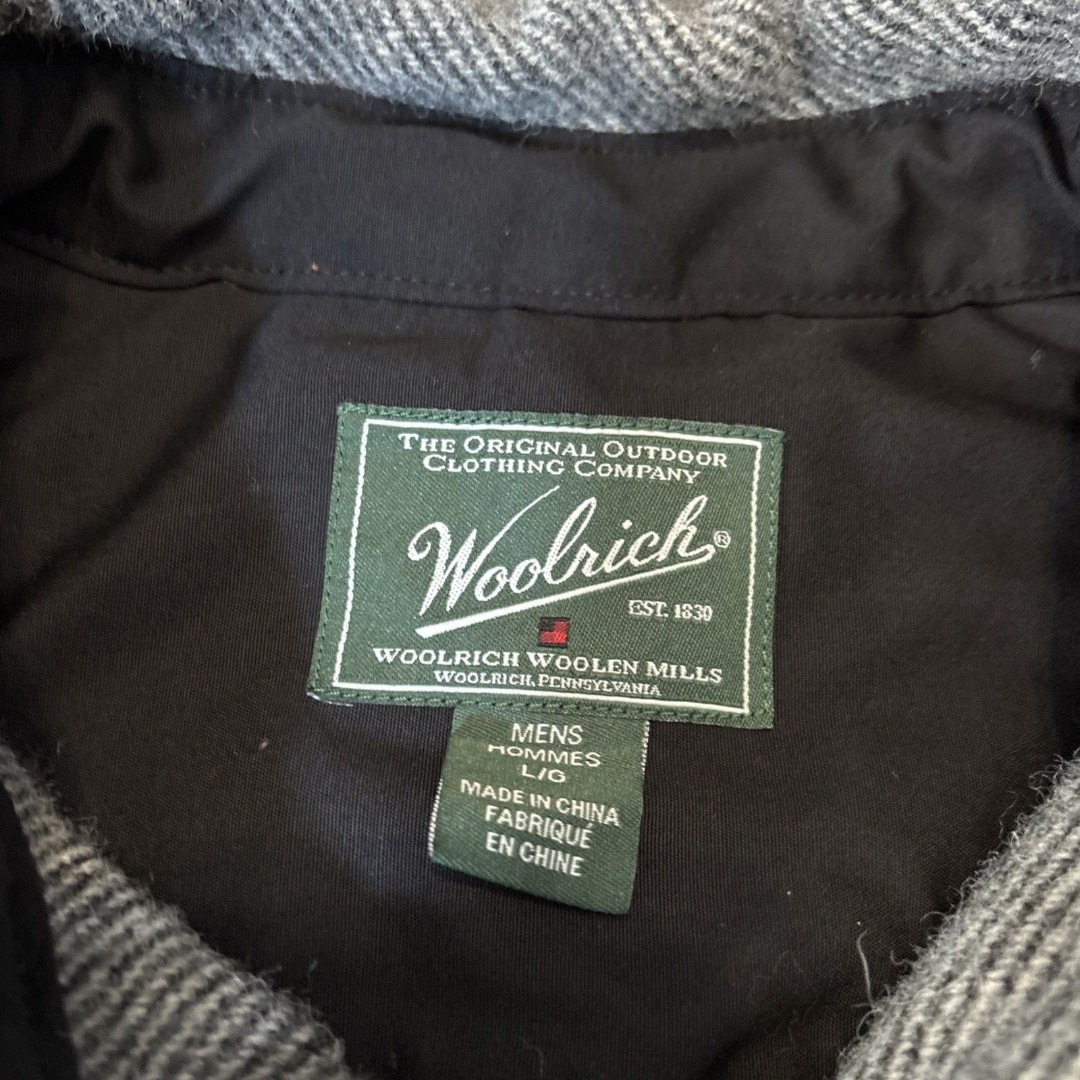 THE ORIGINAL OUTDOOR
CLOTHING COMPANY
Woolrich®
EST. 1830
WOOLRICH WOOLEN MILLS
WOOLRICH, PENNSYLVANIA
MENS
HOMMES
L/G
MADE IN CHINA
FABRIQUÉ
EN CHINE